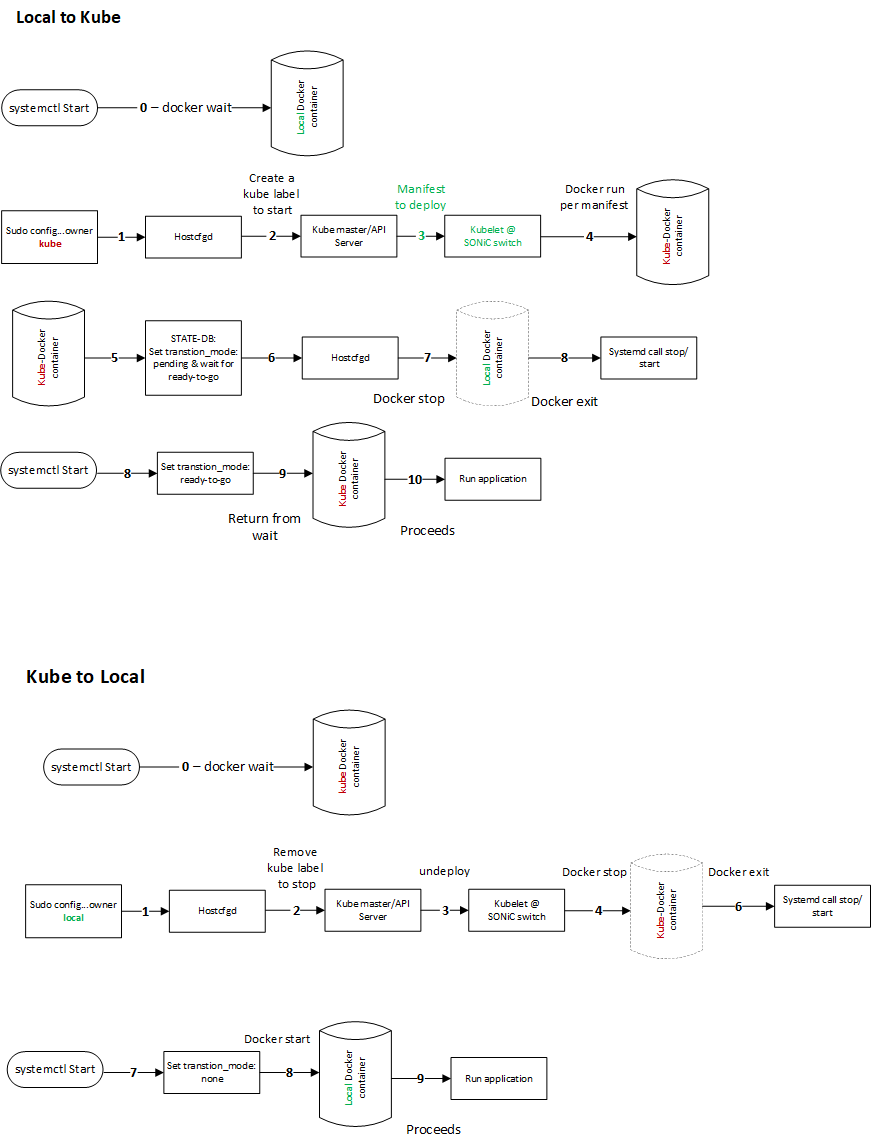 Local to Kube
systemctl Start
0 – docker wait
Local Docker
container
Create a
kube label
to start
Manifest
to deploy
Docker run
per manifest
Sudo config...owner
kube
1
Hostcfgd
2
Kube master/API
Server
3
Kubelet @
SONiC switch
4
Kube-Docker
container
Kube-Docker
container
5
STATE-DB:
Set transtion_mode:
pending & wait for
ready-to-go
6
Hostcfgd
7
Docker stop
Local Docker
container
8
Docker exit
Systemd call stop/
start
systemctl Start
8
Set transtion_mode:
ready-to-go
9
Return from
wait
Kube Docker
container
10
Proceeds
Run application
Kube to Local
systemctl Start
0 – docker wait
kube Docker
container
Remove
kube label
to stop
undeploy
Docker stop
Docker exit
Sudo config...owner
local
1
Hostcfgd
2
Kube master/API
Server
3
Kubelet @
SONiC switch
4
Kube-Docker
container
6
Systemd call stop/
start
systemctl Start
7
Set transtion_mode:
none
Docker start
8
Local Docker
container
9
Proceeds
Run application